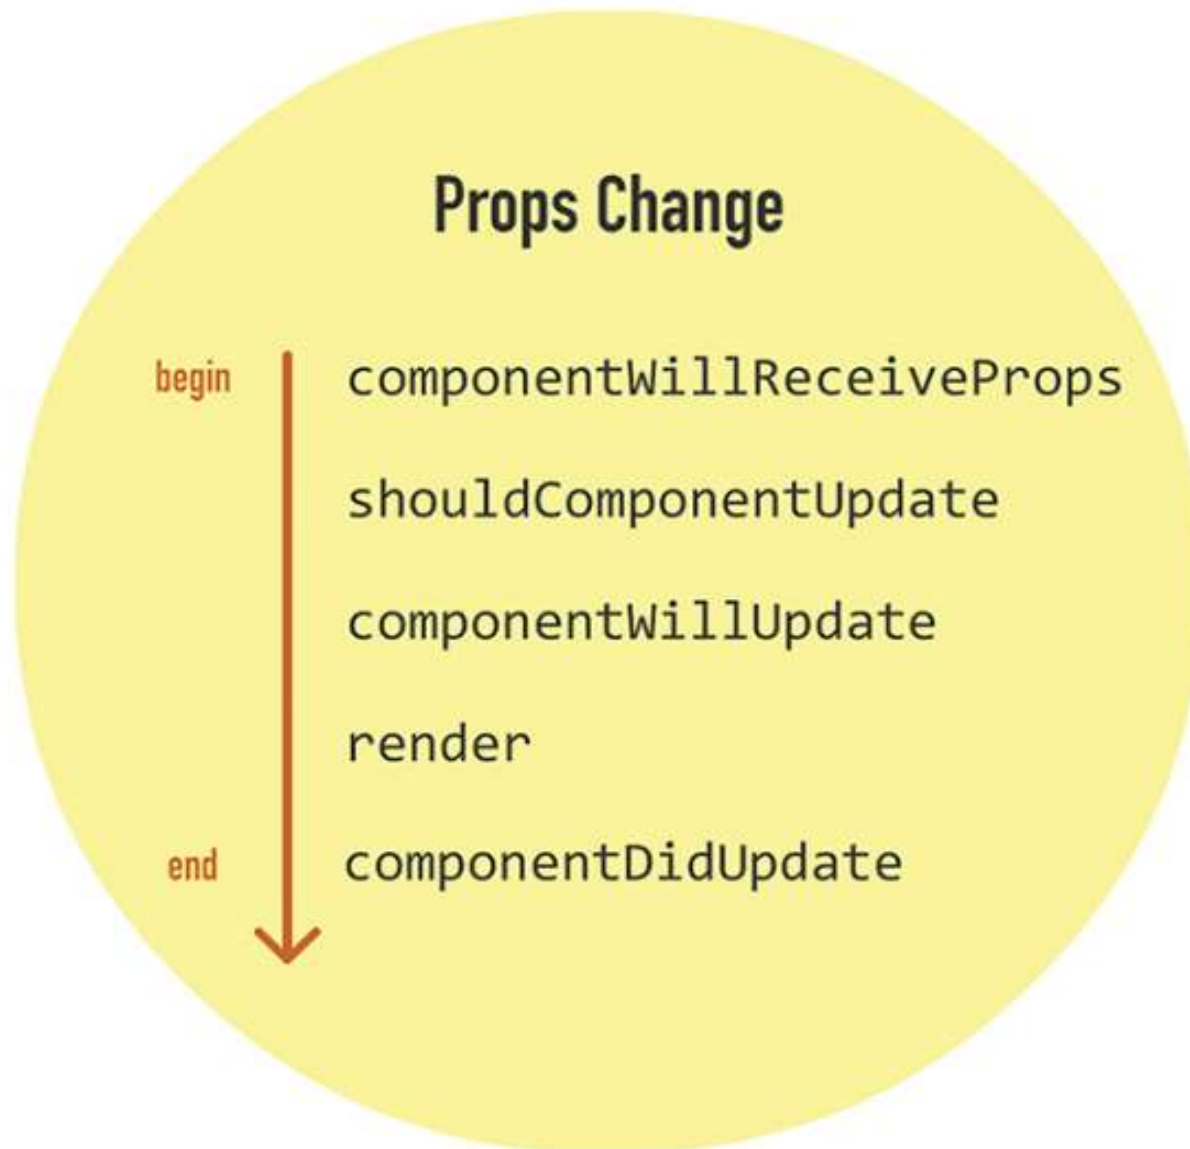 Props Change
begin componentWillReceiveProps
shouldComponentUpdate
componentWillUpdate
render
end componentDidUpdate